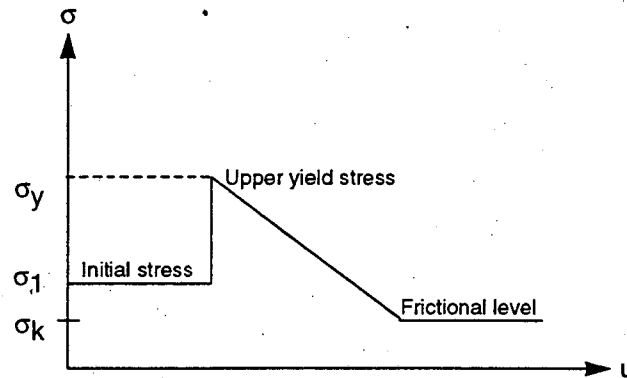 σ
σy
Upper yield stress
Initial stress
σ1
Frictional level
σk
u